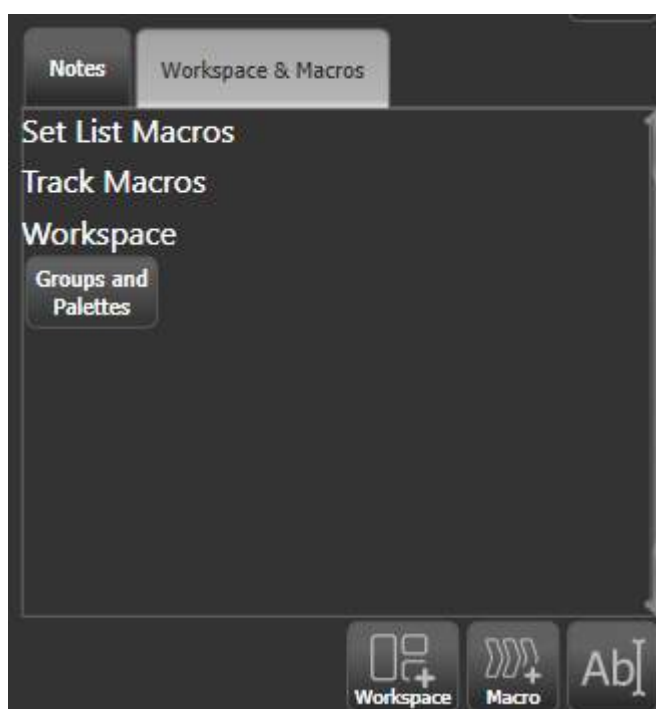 Notes
Workspace & Macros
Set List Macros
Track Macros
Workspace
Groups and
Palettes
Workspace
Macro
Ab